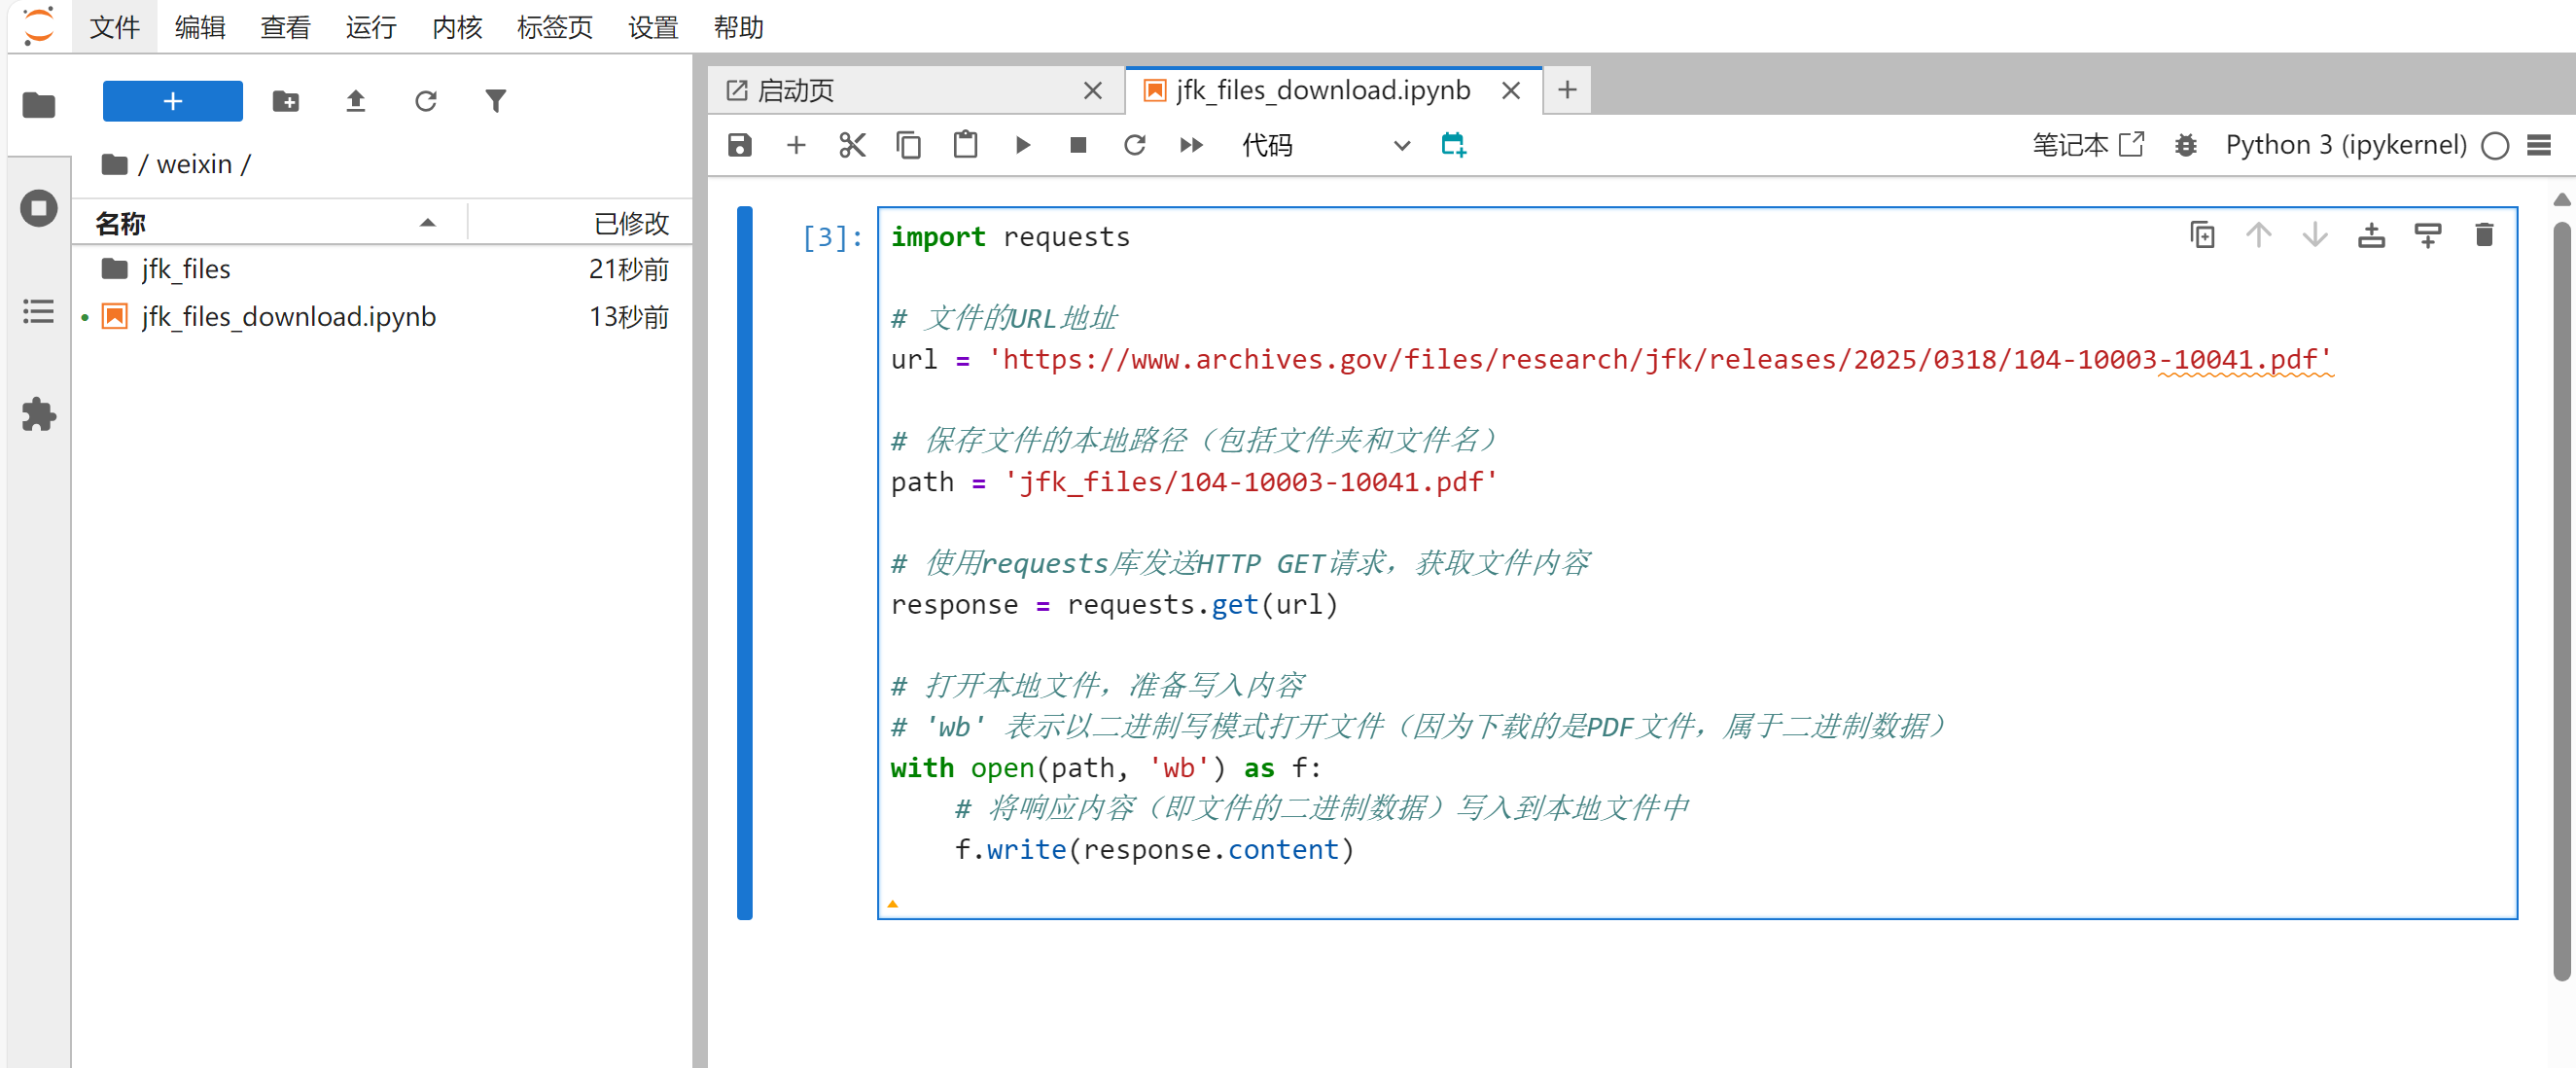 文件 编辑 查看 运行 内核 标签页 设置 帮助
/ weixin /
名称 已修改
jfk_files 21秒前
jfk_files_download.ipynb 13秒前
启动页 jfk_files_download.ipynb
代码 笔记本 Python 3 (ipykernel)
[3]: import requests
# 文件的URL地址
url = 'https://www.archives.gov/files/research/jfk/releases/2025/0318/104-10003-10041.pdf'
# 保存文件的本地路径（包括文件夹和文件名）
path = 'jfk_files/104-10003-10041.pdf'
# 使用requests库发送HTTP GET请求，获取文件内容
response = requests.get(url)
# 打开本地文件，准备写入内容
# 'wb' 表示以二进制写模式打开文件（因为下载的是PDF文件，属于二进制数据）
with open(path, 'wb') as f:
    # 将响应内容（即文件的二进制数据）写入到本地文件中
    f.write(response.content)